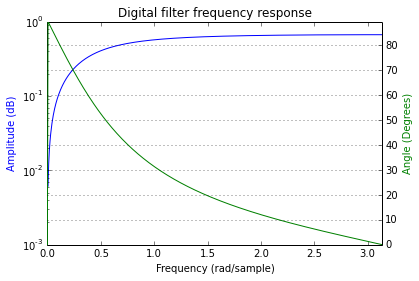 Digital filter frequency response
Amplitude (dB)
10^0
10^-1
10^-2
10^-3
0.0 0.5 1.0 1.5 2.0 2.5 3.0
Frequency (rad/sample)
80
70
60
50
40
30
20
10
0
Angle (Degrees)